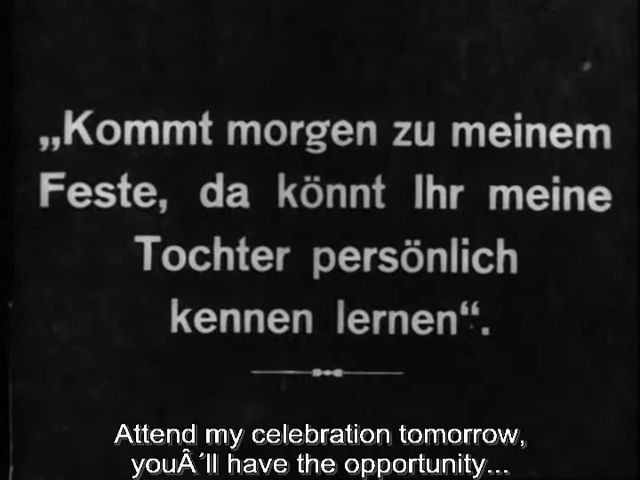 „Kommt morgen zu meinem
Feste, da könnt Ihr meine
Tochter persönlich
kennen lernen“.
Attend my celebration tomorrow,
youÂ´ll have the opportunity...